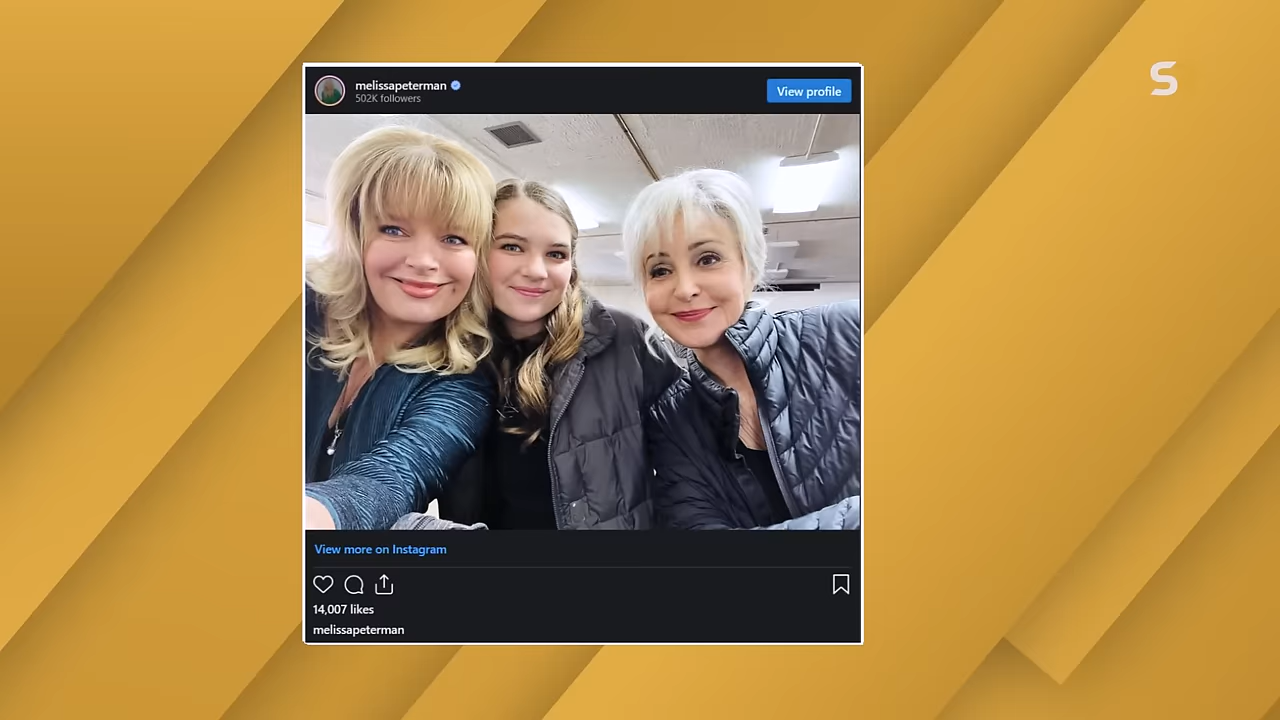 melissapeterman
502K followers
View profile
S
View more on Instagram
14,007 likes
melissapeterman